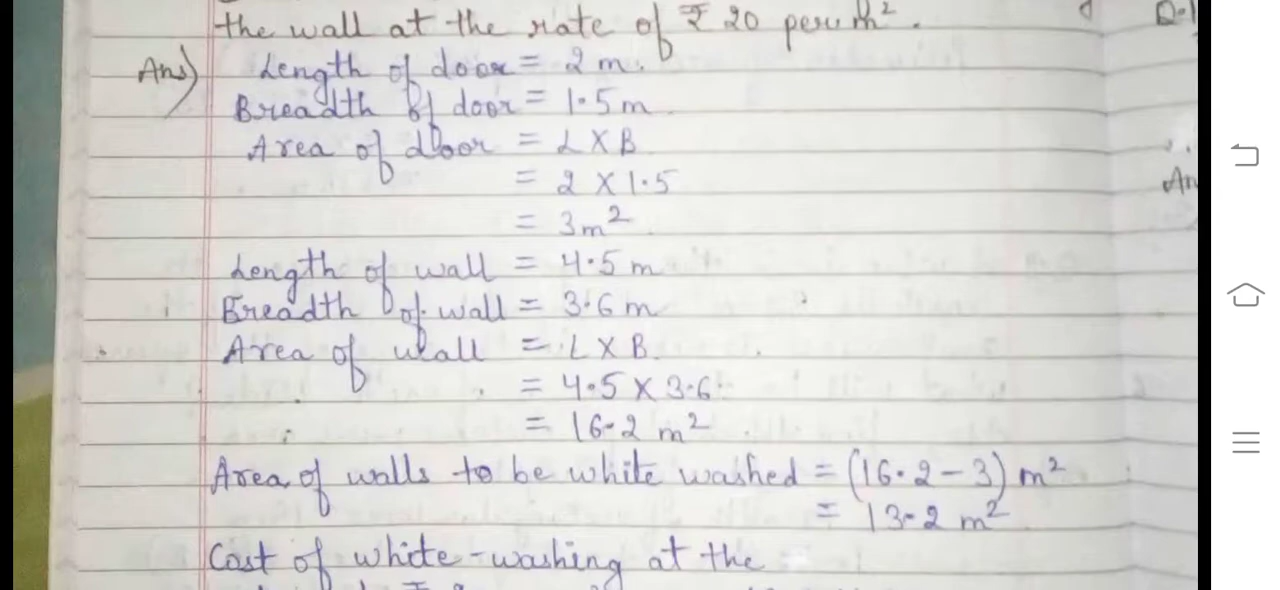 the wall at the rate of ₹ 20 per m².
Ans) Length of door = 2 m.
Breadth of door = 1.5 m
Area of door = L X B
= 2 X 1.5
= 3m²
Length of wall = 4.5 m
Breadth of wall = 3.6 m
Area of wall = L X B.
= 4.5 X 3.6
= 16.2 m²
Area of walls to be white washed = (16.2 - 3) m²
= 13.2 m²
Cost of white-washing at the
An